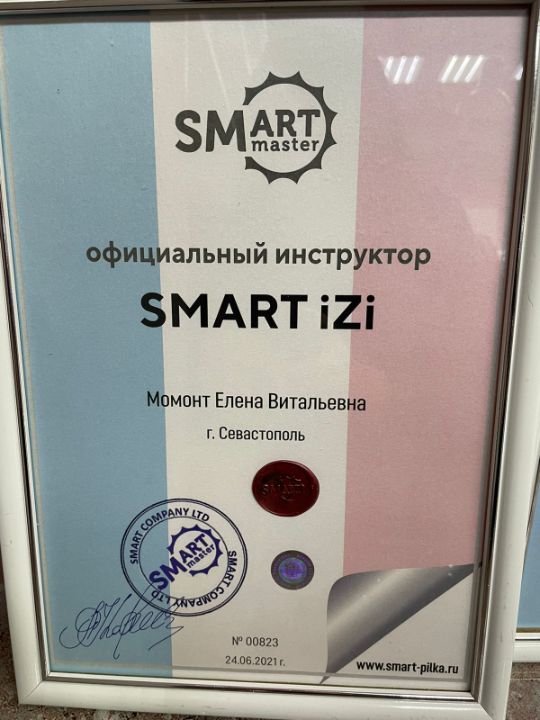 SMART
master
официальный инструктор
SMART iZi
Момонт Елена Витальевна
г. Севастополь
SMART COMPANY LTD
SMART
master
SMART COMPANY LTD
№ 00823
24.06.2021 г.
www.smart-pilka.ru